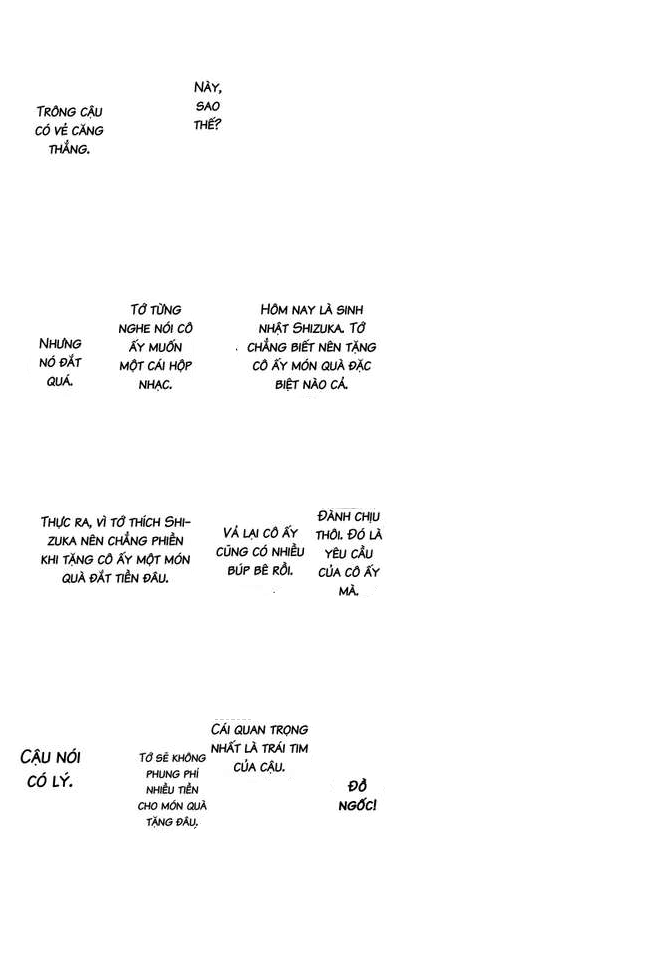 NÀY,
SAO
THẾ?
TRÔNG CẬU
CÓ VẺ CĂNG
THẲNG.
HÔM NAY LÀ SINH
NHẬT SHIZUKA. TỚ
CHẲNG BIẾT NÊN TẶNG
CÔ ẤY MÓN QUÀ ĐẶC
BIỆT NÀO CẢ.
TỚ TỪNG
NGHE NÓI CÔ
ẤY MUỐN
MỘT CÁI HỘP
NHẠC.
NHƯNG
NÓ ĐẮT
QUÁ.
ĐÀNH CHỊU
THÔI. ĐÓ LÀ
YÊU CẦU
CỦA CÔ ẤY
MÀ.
VẢ LẠI CÔ ẤY
CŨNG CÓ NHIỀU
BÚP BÊ RỒI.
THỰC RA, VÌ TỚ THÍCH SHI-
ZUKA NÊN CHẲNG PHIỀN
KHI TẶNG CÔ ẤY MỘT MÓN
QUÀ ĐẮT TIỀN ĐÂU.
ĐỒ
NGỐC!
CÁI QUAN TRỌNG
NHẤT LÀ TRÁI TIM
CỦA CẬU.
TỚ SẼ KHÔNG
PHUNG PHÍ
NHIỀU TIỀN
CHO MÓN QUÀ
TẶNG ĐÂU.
CẬU NÓI
CÓ LÝ.